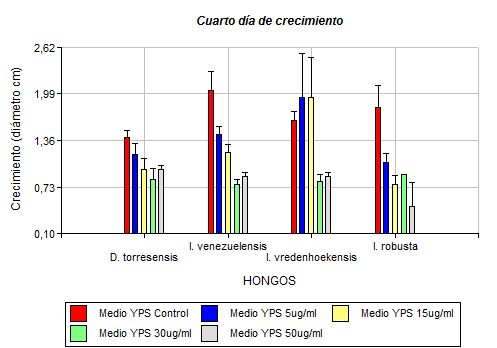 Cuarto día de crecimiento
Crecimiento (diámetro cm)
2,62
1,99
1,36
0,73
0,10
D. torresensis
I. venezuelensis
I. vredenhoekensis
I. robusta
HONGOS
Medio YPS Control
Medio YPS 5ug/ml
Medio YPS 15ug/ml
Medio YPS 30ug/ml
Medio YPS 50ug/ml